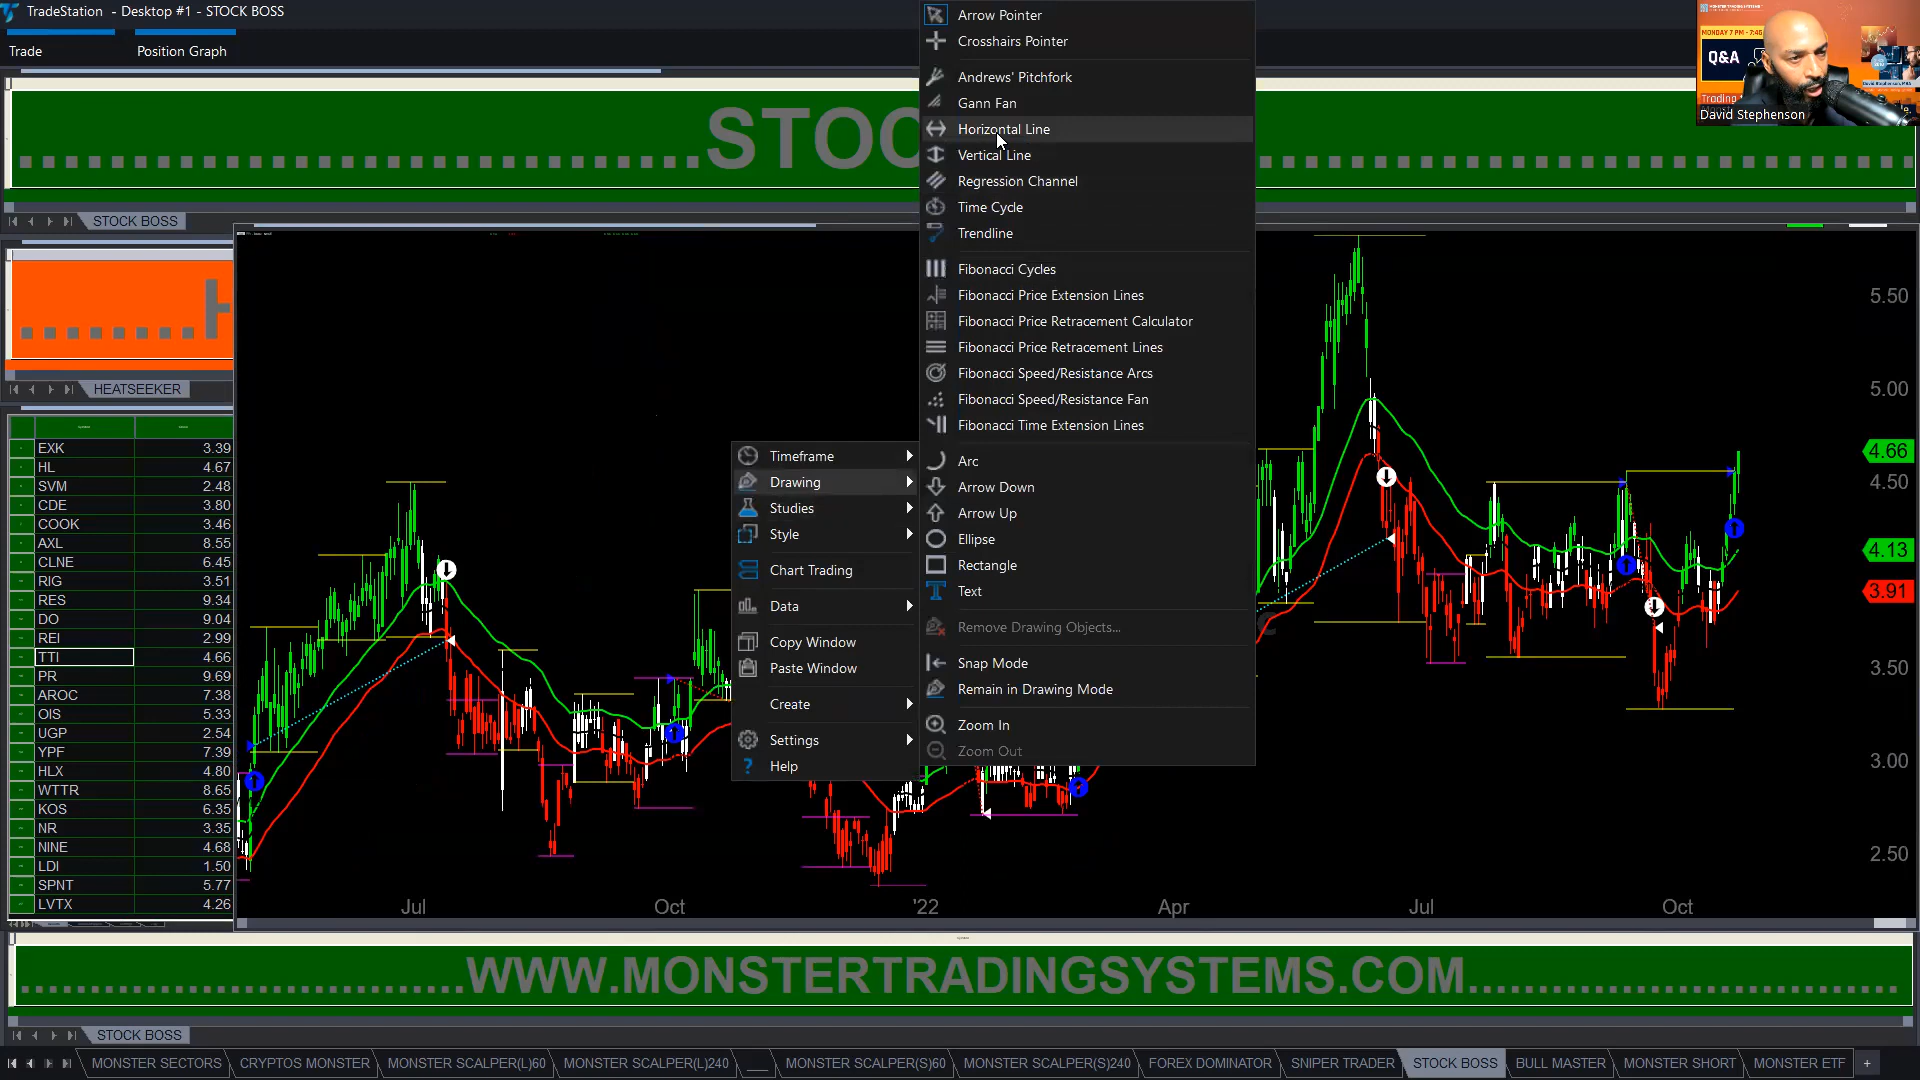 TradeStation - Desktop #1 - STOCK BOSS
Trade
Position Graph
STOC
MONDAY 7 PM - 7:45
Q&A
Trading
David Stephenson
STOCK BOSS
H
HEATSEEKER
EXK 3.39
HL 4.67
SVM 2.48
CDE 3.80
COOK 3.46
AXL 8.55
CLNE 6.45
RIG 3.51
RES 9.34
DO 9.04
REI 2.99
TTI 4.66
PR 9.69
AROC 7.38
OIS 5.33
UGP 2.54
YPF 7.39
HLX 4.80
WTTR 8.65
KOS 6.35
NR 3.35
NINE 4.68
LDI 1.50
SPNT 5.77
LVTX 4.26
Timeframe
Drawing
Studies
Style
Chart Trading
Data
Copy Window
Paste Window
Create
Settings
Help
Arrow Pointer
Crosshairs Pointer
Andrews' Pitchfork
Gann Fan
Horizontal Line
Vertical Line
Regression Channel
Time Cycle
Trendline
Fibonacci Cycles
Fibonacci Price Extension Lines
Fibonacci Price Retracement Calculator
Fibonacci Price Retracement Lines
Fibonacci Speed/Resistance Arcs
Fibonacci Speed/Resistance Fan
Fibonacci Time Extension Lines
Arc
Arrow Down
Arrow Up
Ellipse
Rectangle
Text
Remove Drawing Objects...
Snap Mode
Remain in Drawing Mode
Zoom In
Zoom Out
5.50
5.00
4.66
4.50
4.13
3.91
3.50
3.00
2.50
Jul Oct '22 Apr Jul Oct
WWW.MONSTERTRADINGSYSTEMS.COM
STOCK BOSS
MONSTER SECTORS CRYPTOS MONSTER MONSTER SCALPER(L)60 MONSTER SCALPER(L)240 ___ MONSTER SCALPER(S)60 MONSTER SCALPER(S)240 FOREX DOMINATOR SNIPER TRADER STOCK BOSS BULL MASTER MONSTER SHORT MONSTER ETF +